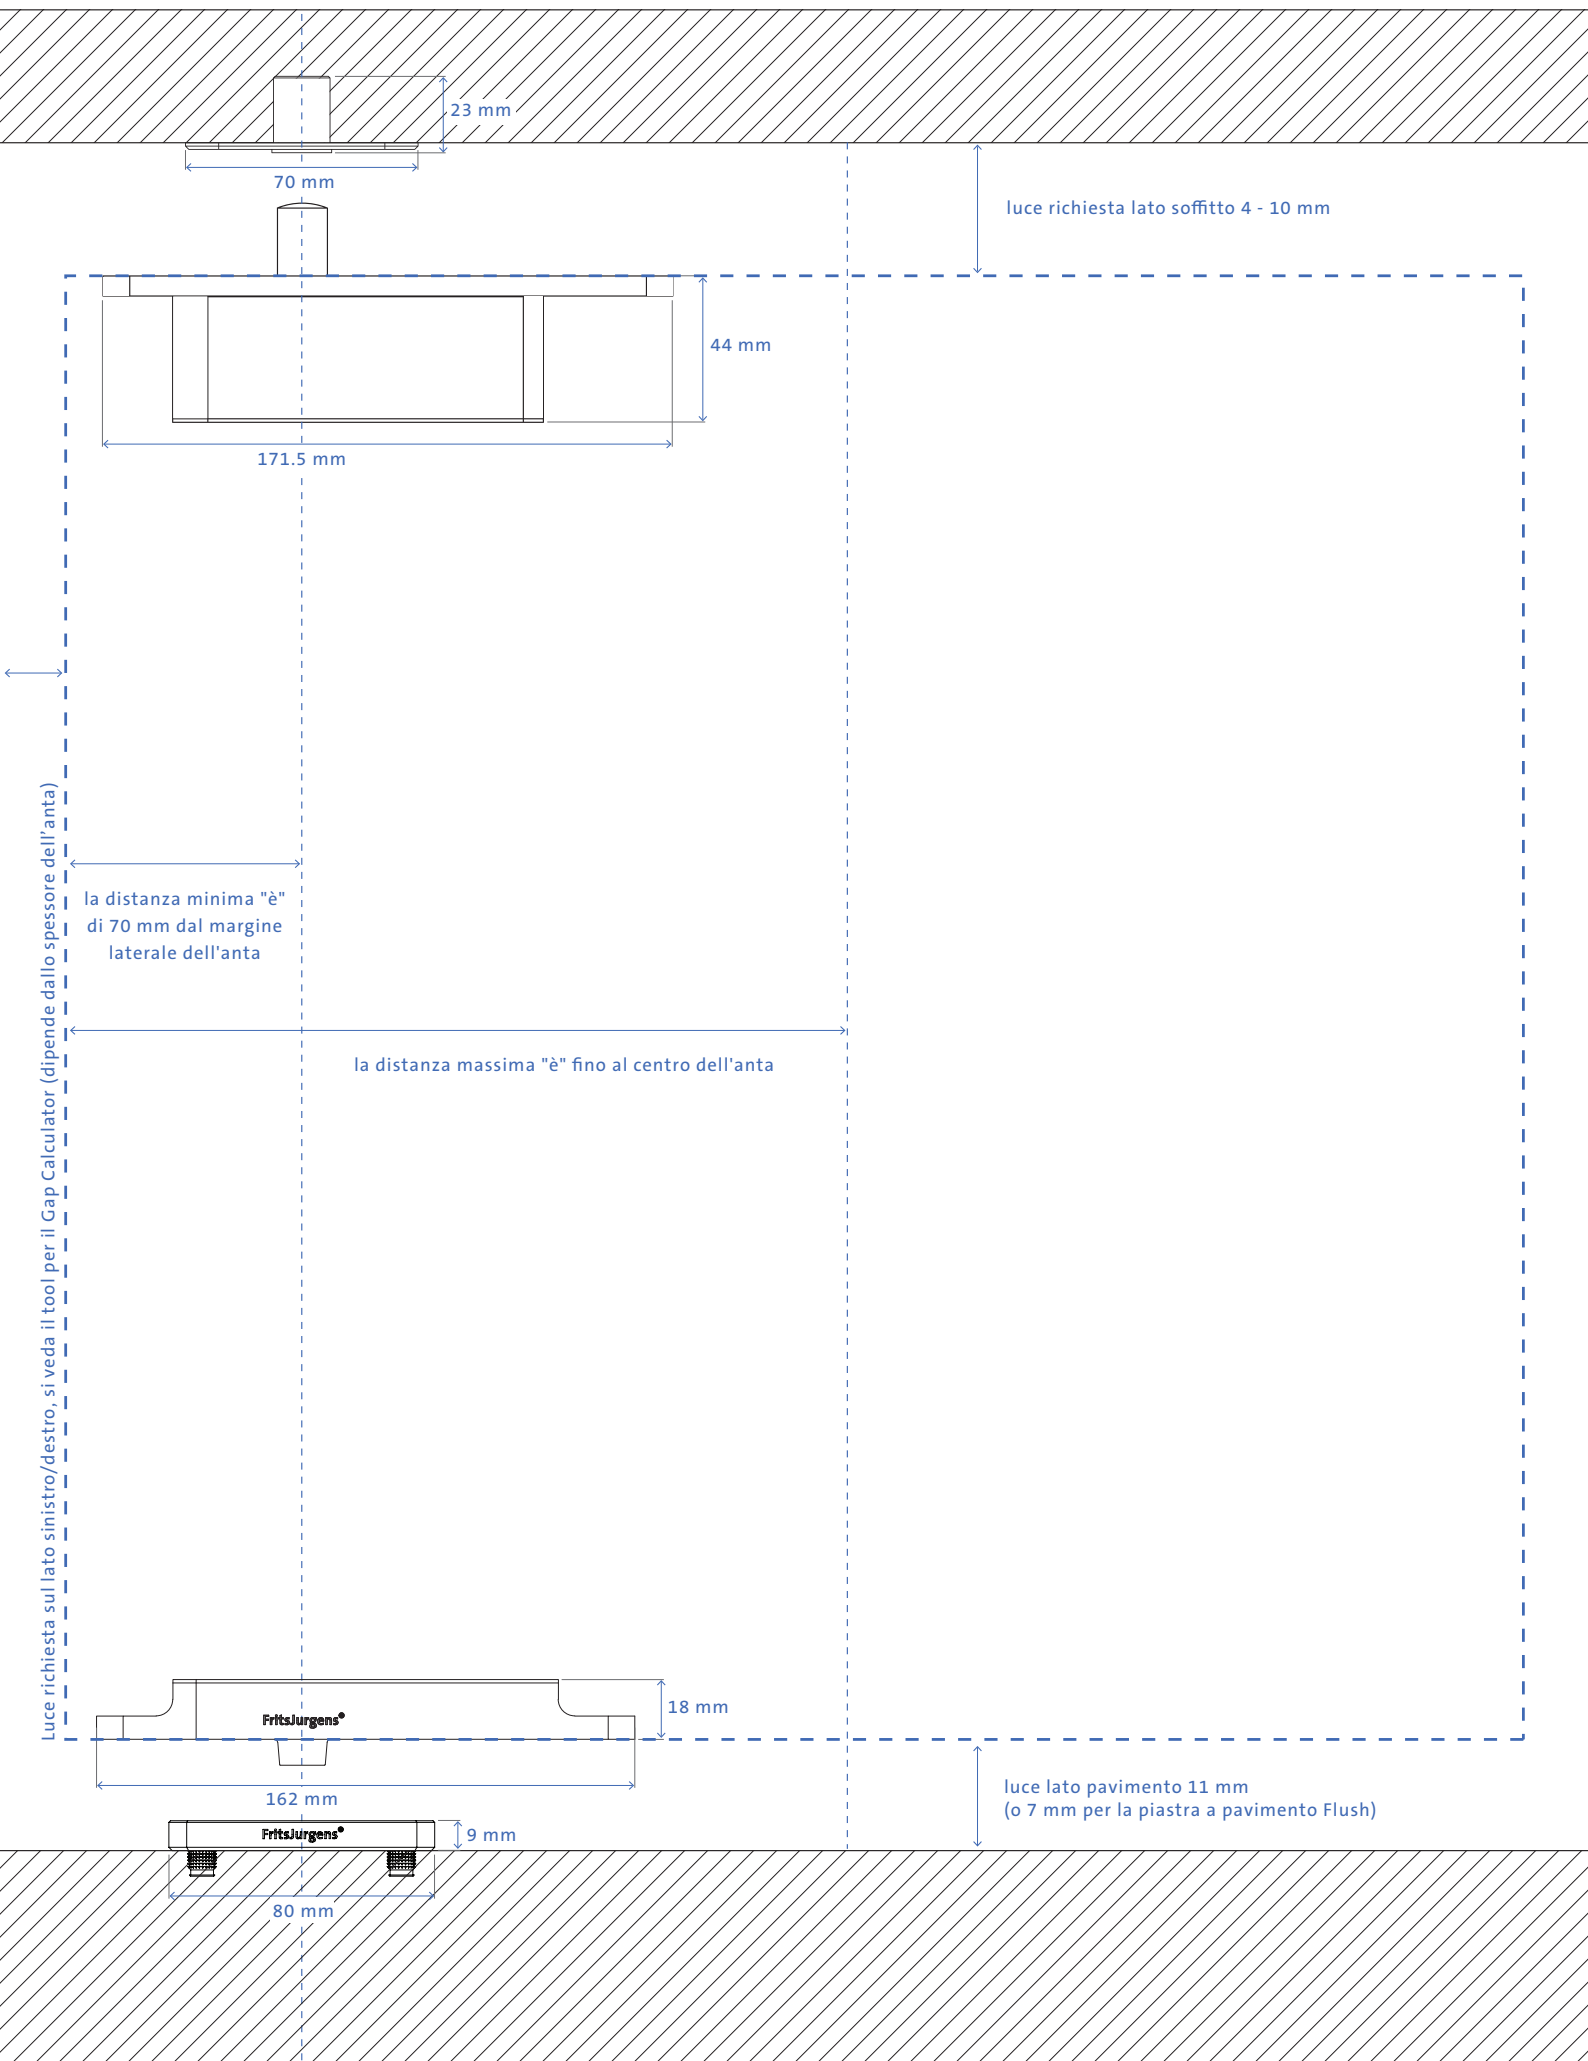 23 mm
70 mm
luce richiesta lato soffitto 4 - 10 mm
44 mm
171.5 mm
Luce richiesta sul lato sinistro/destro, si veda il tool per il Gap Calculator (dipende dallo spessore dell'anta)
la distanza minima "è"
di 70 mm dal margine
laterale dell'anta
la distanza massima "è" fino al centro dell'anta
18 mm
FritsJurgens®
162 mm
luce lato pavimento 11 mm
(o 7 mm per la piastra a pavimento Flush)
FritsJurgens®
9 mm
80 mm